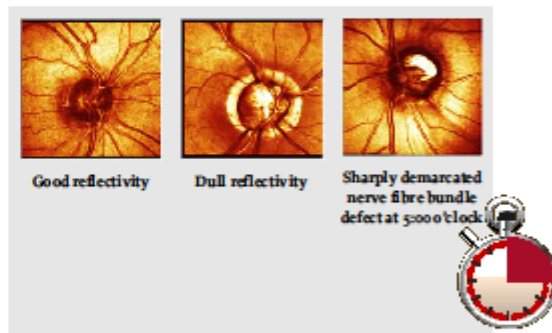 Good reflectivity
Dull reflectivity
Sharply demarcated
nerve fibre bundle
defect at 5:00 o'clock